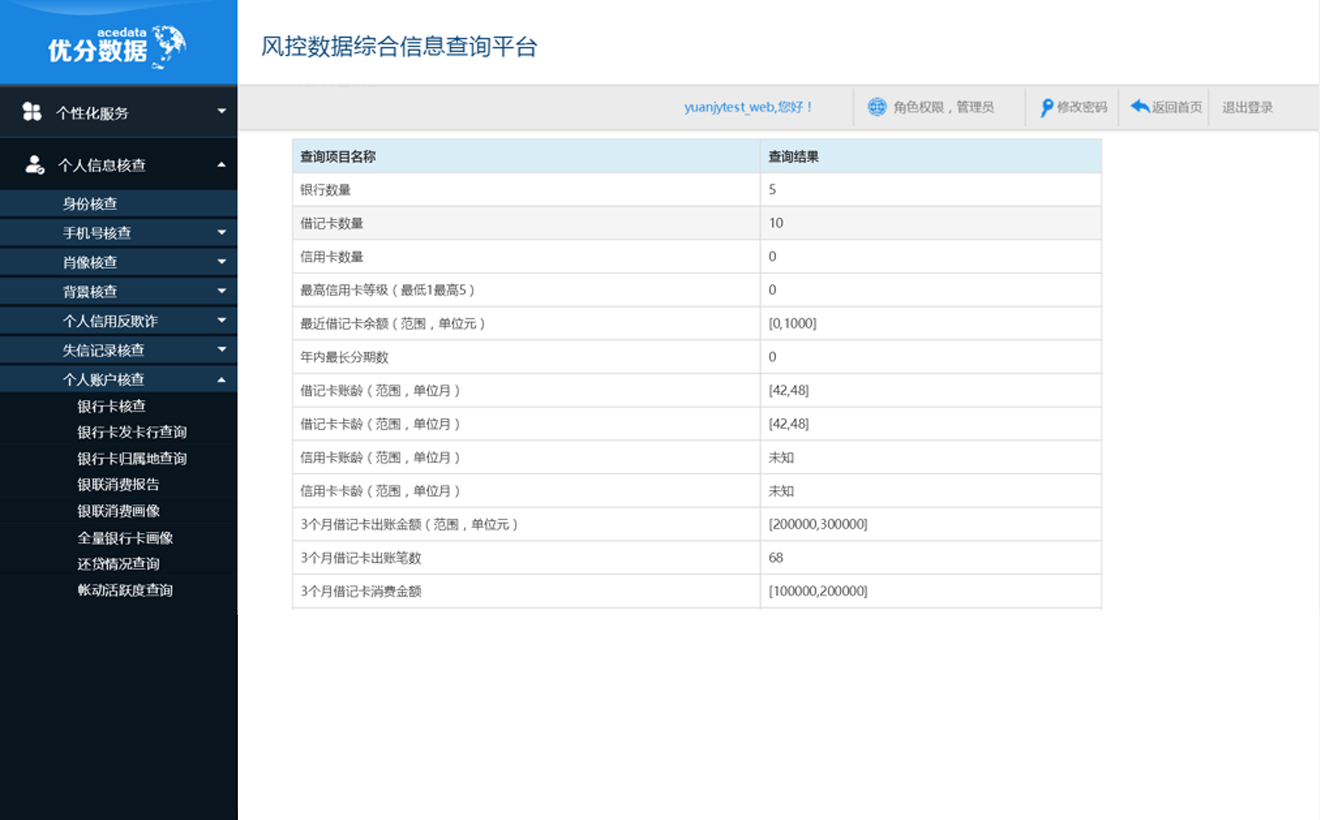 acedata
优分数据
风控数据综合信息查询平台
yuanjytest_web,您好！
角色权限，管理员
修改密码
返回首页
退出登录
个性化服务
个人信息核查
身份核查
手机号核查
肖像核查
背景核查
个人信用反欺诈
失信记录核查
个人账户核查
银行卡核查
银行卡发卡行查询
银行卡归属地查询
银联消费报告
银联消费画像
全量银行卡画像
还贷情况查询
帐动活跃度查询
查询项目名称 查询结果
银行数量 5
借记卡数量 10
信用卡数量 0
最高信用卡等级（最低1最高5） 0
最近借记卡余额（范围，单位元） [0,1000]
年内最长分期数 0
借记卡账龄（范围，单位月） [42,48]
借记卡卡龄（范围，单位月） [42,48]
信用卡账龄（范围，单位月） 未知
信用卡卡龄（范围，单位月） 未知
3个月借记卡出账金额（范围，单位元） [200000,300000]
3个月借记卡出账笔数 68
3个月借记卡消费金额 [100000,200000]